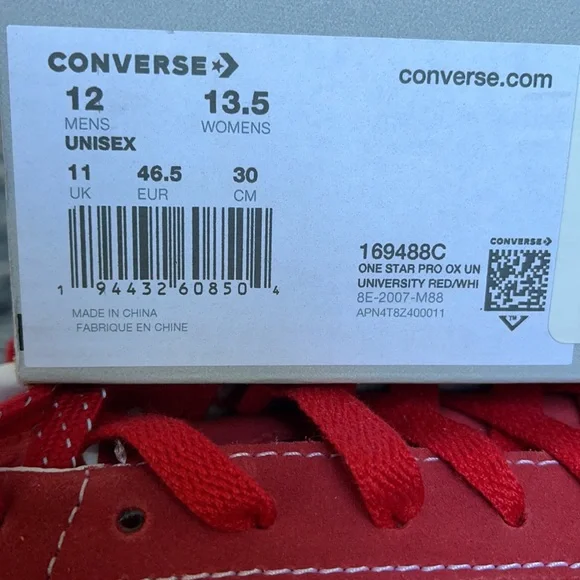 CONVERSE
converse.com
12 13.5
MENS WOMENS
UNISEX
11 46.5 30
UK EUR CM
1 94432 60850 4
MADE IN CHINA
FABRIQUE EN CHINE
169488C
ONE STAR PRO OX UN
UNIVERSITY RED/WHI
8E-2007-M88
APN4T8Z400011
CONVERSE
TM